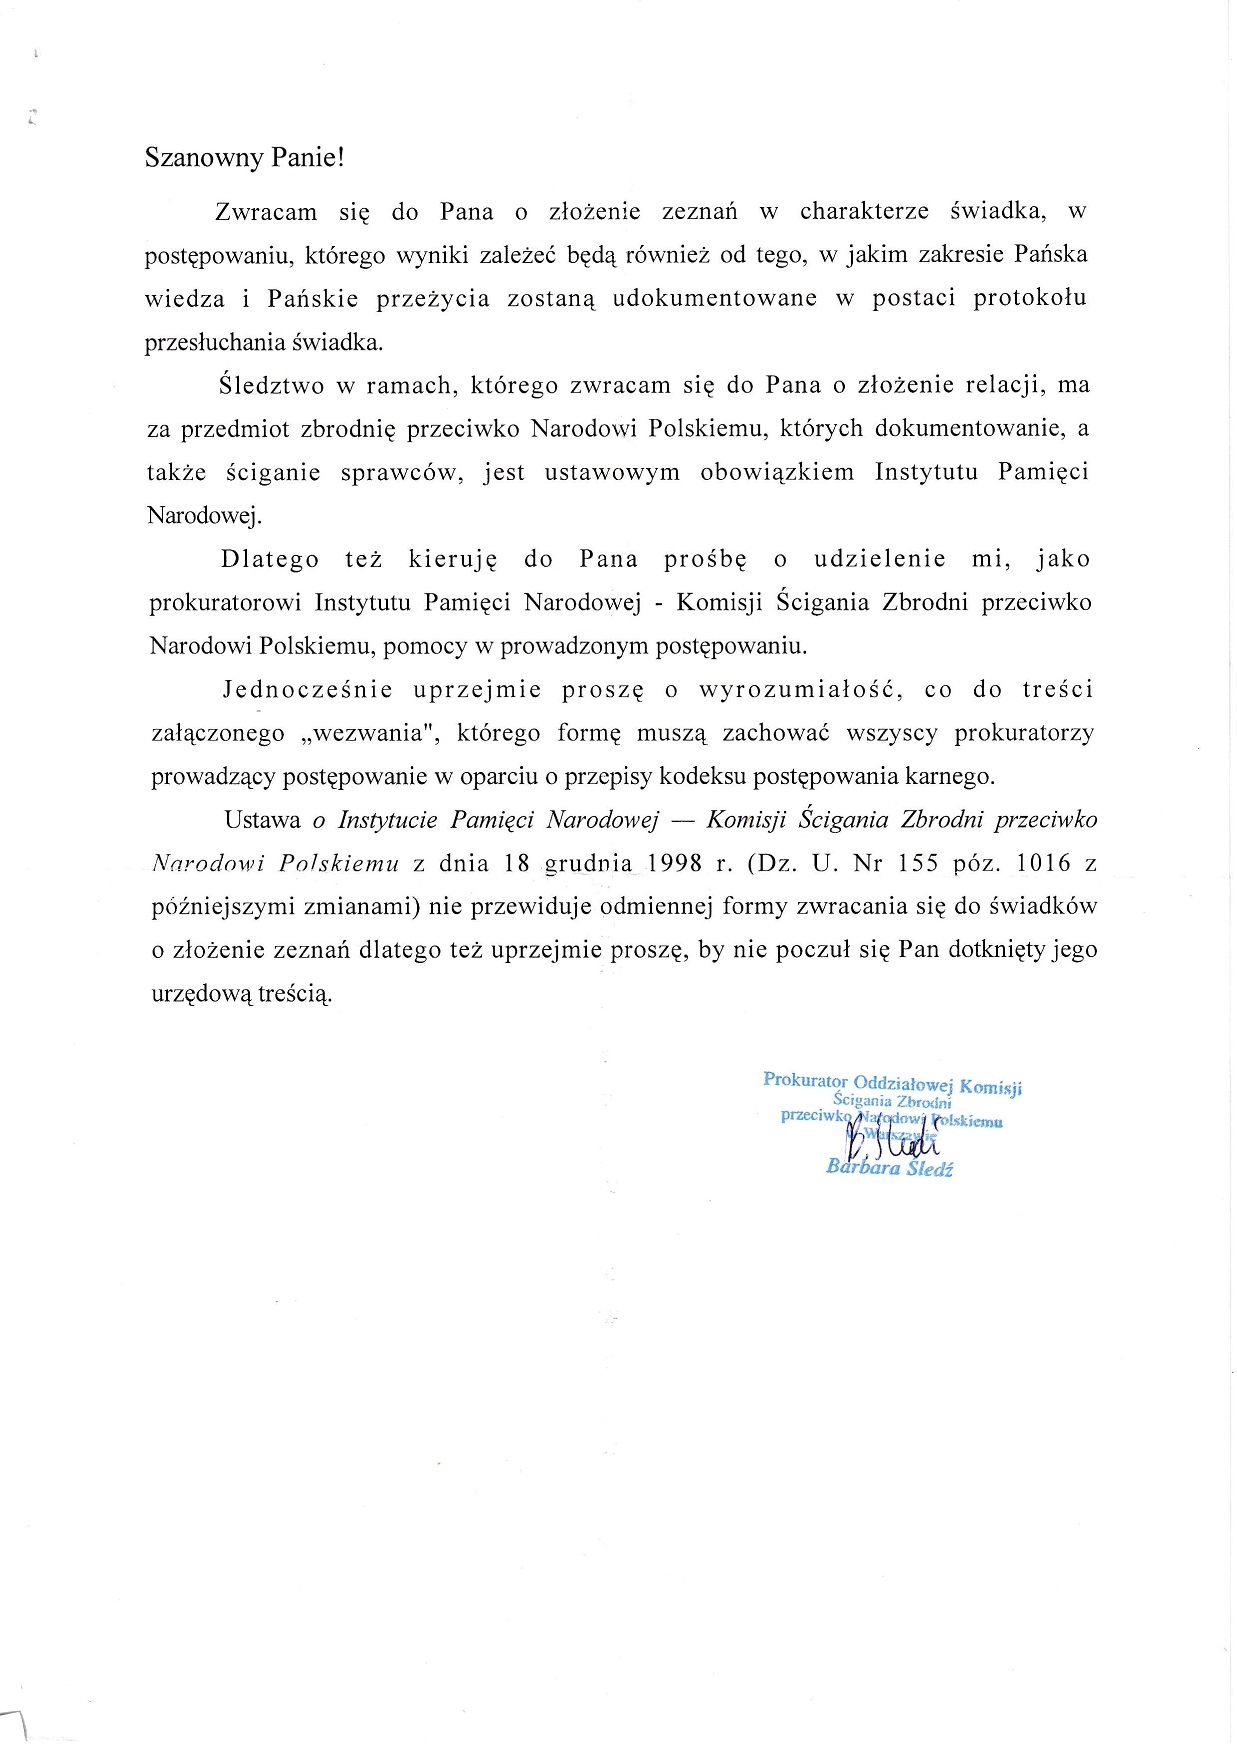 Szanowny Panie!
Zwracam się do Pana o złożenie zeznań w charakterze świadka, w
postępowaniu, którego wyniki zależeć będą również od tego, w jakim zakresie Pańska
wiedza i Pańskie przeżycia zostaną udokumentowane w postaci protokołu
przesłuchania świadka.
Śledztwo w ramach, którego zwracam się do Pana o złożenie relacji, ma
za przedmiot zbrodnię przeciwko Narodowi Polskiemu, których dokumentowanie, a
także ściganie sprawców, jest ustawowym obowiązkiem Instytutu Pamięci
Narodowej.
Dlatego też kieruję do Pana prośbę o udzielenie mi, jako
prokuratorowi Instytutu Pamięci Narodowej - Komisji Ścigania Zbrodni przeciwko
Narodowi Polskiemu, pomocy w prowadzonym postępowaniu.
Jednocześnie uprzejmie proszę o wyrozumiałość, co do treści
załączonego „wezwania", którego formę muszą zachować wszyscy prokuratorzy
prowadzący postępowanie w oparciu o przepisy kodeksu postępowania karnego.
Ustawa o Instytucie Pamięci Narodowej — Komisji Ścigania Zbrodni przeciwko
Narodowi Polskiemu z dnia 18 grudnia 1998 r. (Dz. U. Nr 155 póz. 1016 z
późniejszymi zmianami) nie przewiduje odmiennej formy zwracania się do świadków
o złożenie zeznań dlatego też uprzejmie proszę, by nie poczuł się Pan dotknięty jego
urzędową treścią.
Prokurator Oddziałowej Komisji
Ścigania Zbrodni
przeciwko Narodowi Polskiemu
w Warszawie
B. Śledź
Barbara Śledź